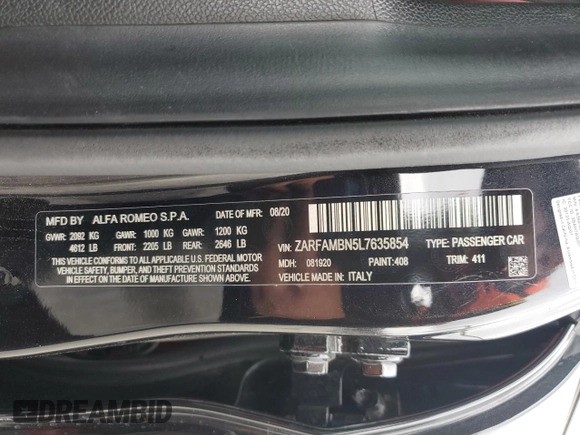 MFD BY ALFA ROMEO S.P.A. DATE OF MFR: 08/20
GVWR: 2092 KG GAWR: 1000 KG GAWR: 1200 KG
4612 LB FRONT: 2205 LB REAR: 2646 LB
THIS VEHICLE CONFORMS TO ALL APPLICABLE U.S. FEDERAL MOTOR
VEHICLE SAFETY, BUMPER, AND THEFT PREVENTION STANDARDS
IN EFFECT ON THE DATE OF MANUFACTURE SHOWN ABOVE.
VIN: ZARFAMBN5L7635854 TYPE: PASSENGER CAR
MDH: 081920 PAINT: 408 TRIM: 411
VEHICLE MADE IN: ITALY
DREAMBID